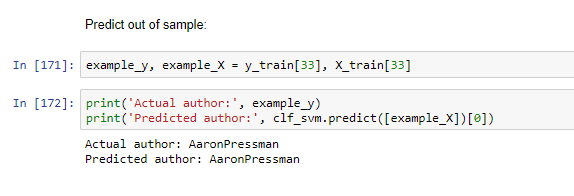 Predict out of sample:
In [171]: example_y, example_X = y_train[33], X_train[33]
In [172]: print('Actual author:', example_y)
print('Predicted author:', clf_svm.predict([example_X])[0])
Actual author: AaronPressman
Predicted author: AaronPressman